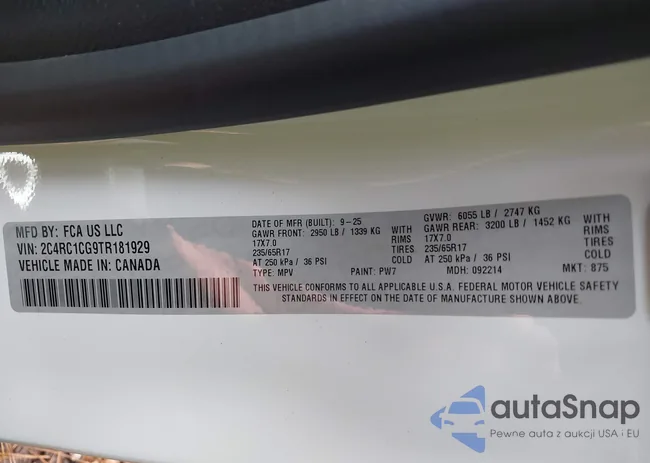 MFD BY: FCA US LLC
VIN: 2C4RC1CG9TR181929
VEHICLE MADE IN: CANADA
DATE OF MFR (BUILT): 9-25
GAWR FRONT: 2950 LB / 1339 KG WITH
17X7.0 RIMS
235/65R17 TIRES
AT 250 kPa / 36 PSI COLD
TYPE: MPV PAINT: PW7
GVWR: 6055 LB / 2747 KG
GAWR REAR: 3200 LB / 1452 KG WITH
17X7.0 RIMS
235/65R17 TIRES
AT 250 kPa / 36 PSI COLD
MDH: 092214 MKT: 875
THIS VEHICLE CONFORMS TO ALL APPLICABLE U.S.A. FEDERAL MOTOR VEHICLE SAFETY
STANDARDS IN EFFECT ON THE DATE OF MANUFACTURE SHOWN ABOVE.
autaSnap
Pewne auta z aukcji USA i EU